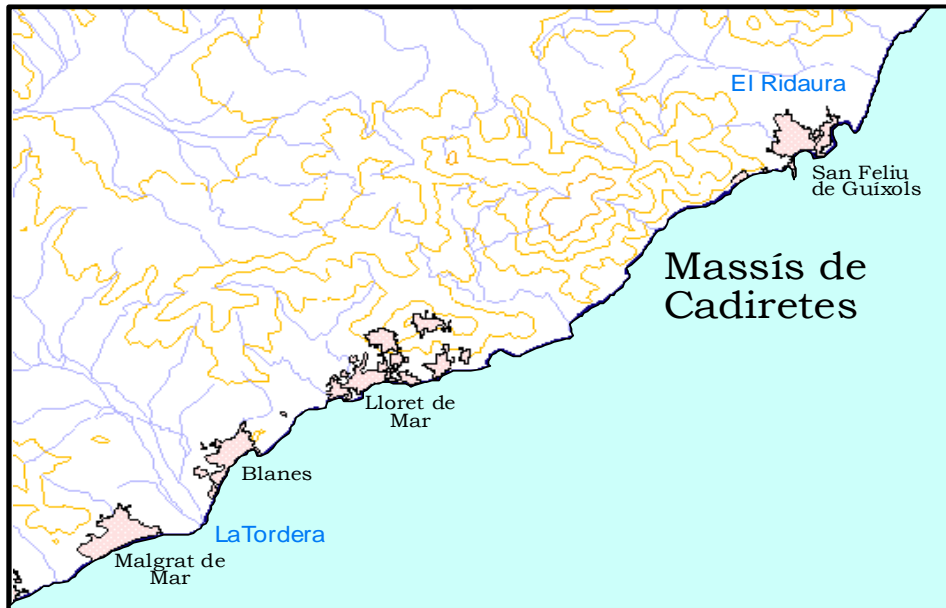 El Ridaura
San Feliu
de Guíxols
Massís de
Cadiretes
Lloret de
Mar
Blanes
LaTordera
Malgrat de
Mar